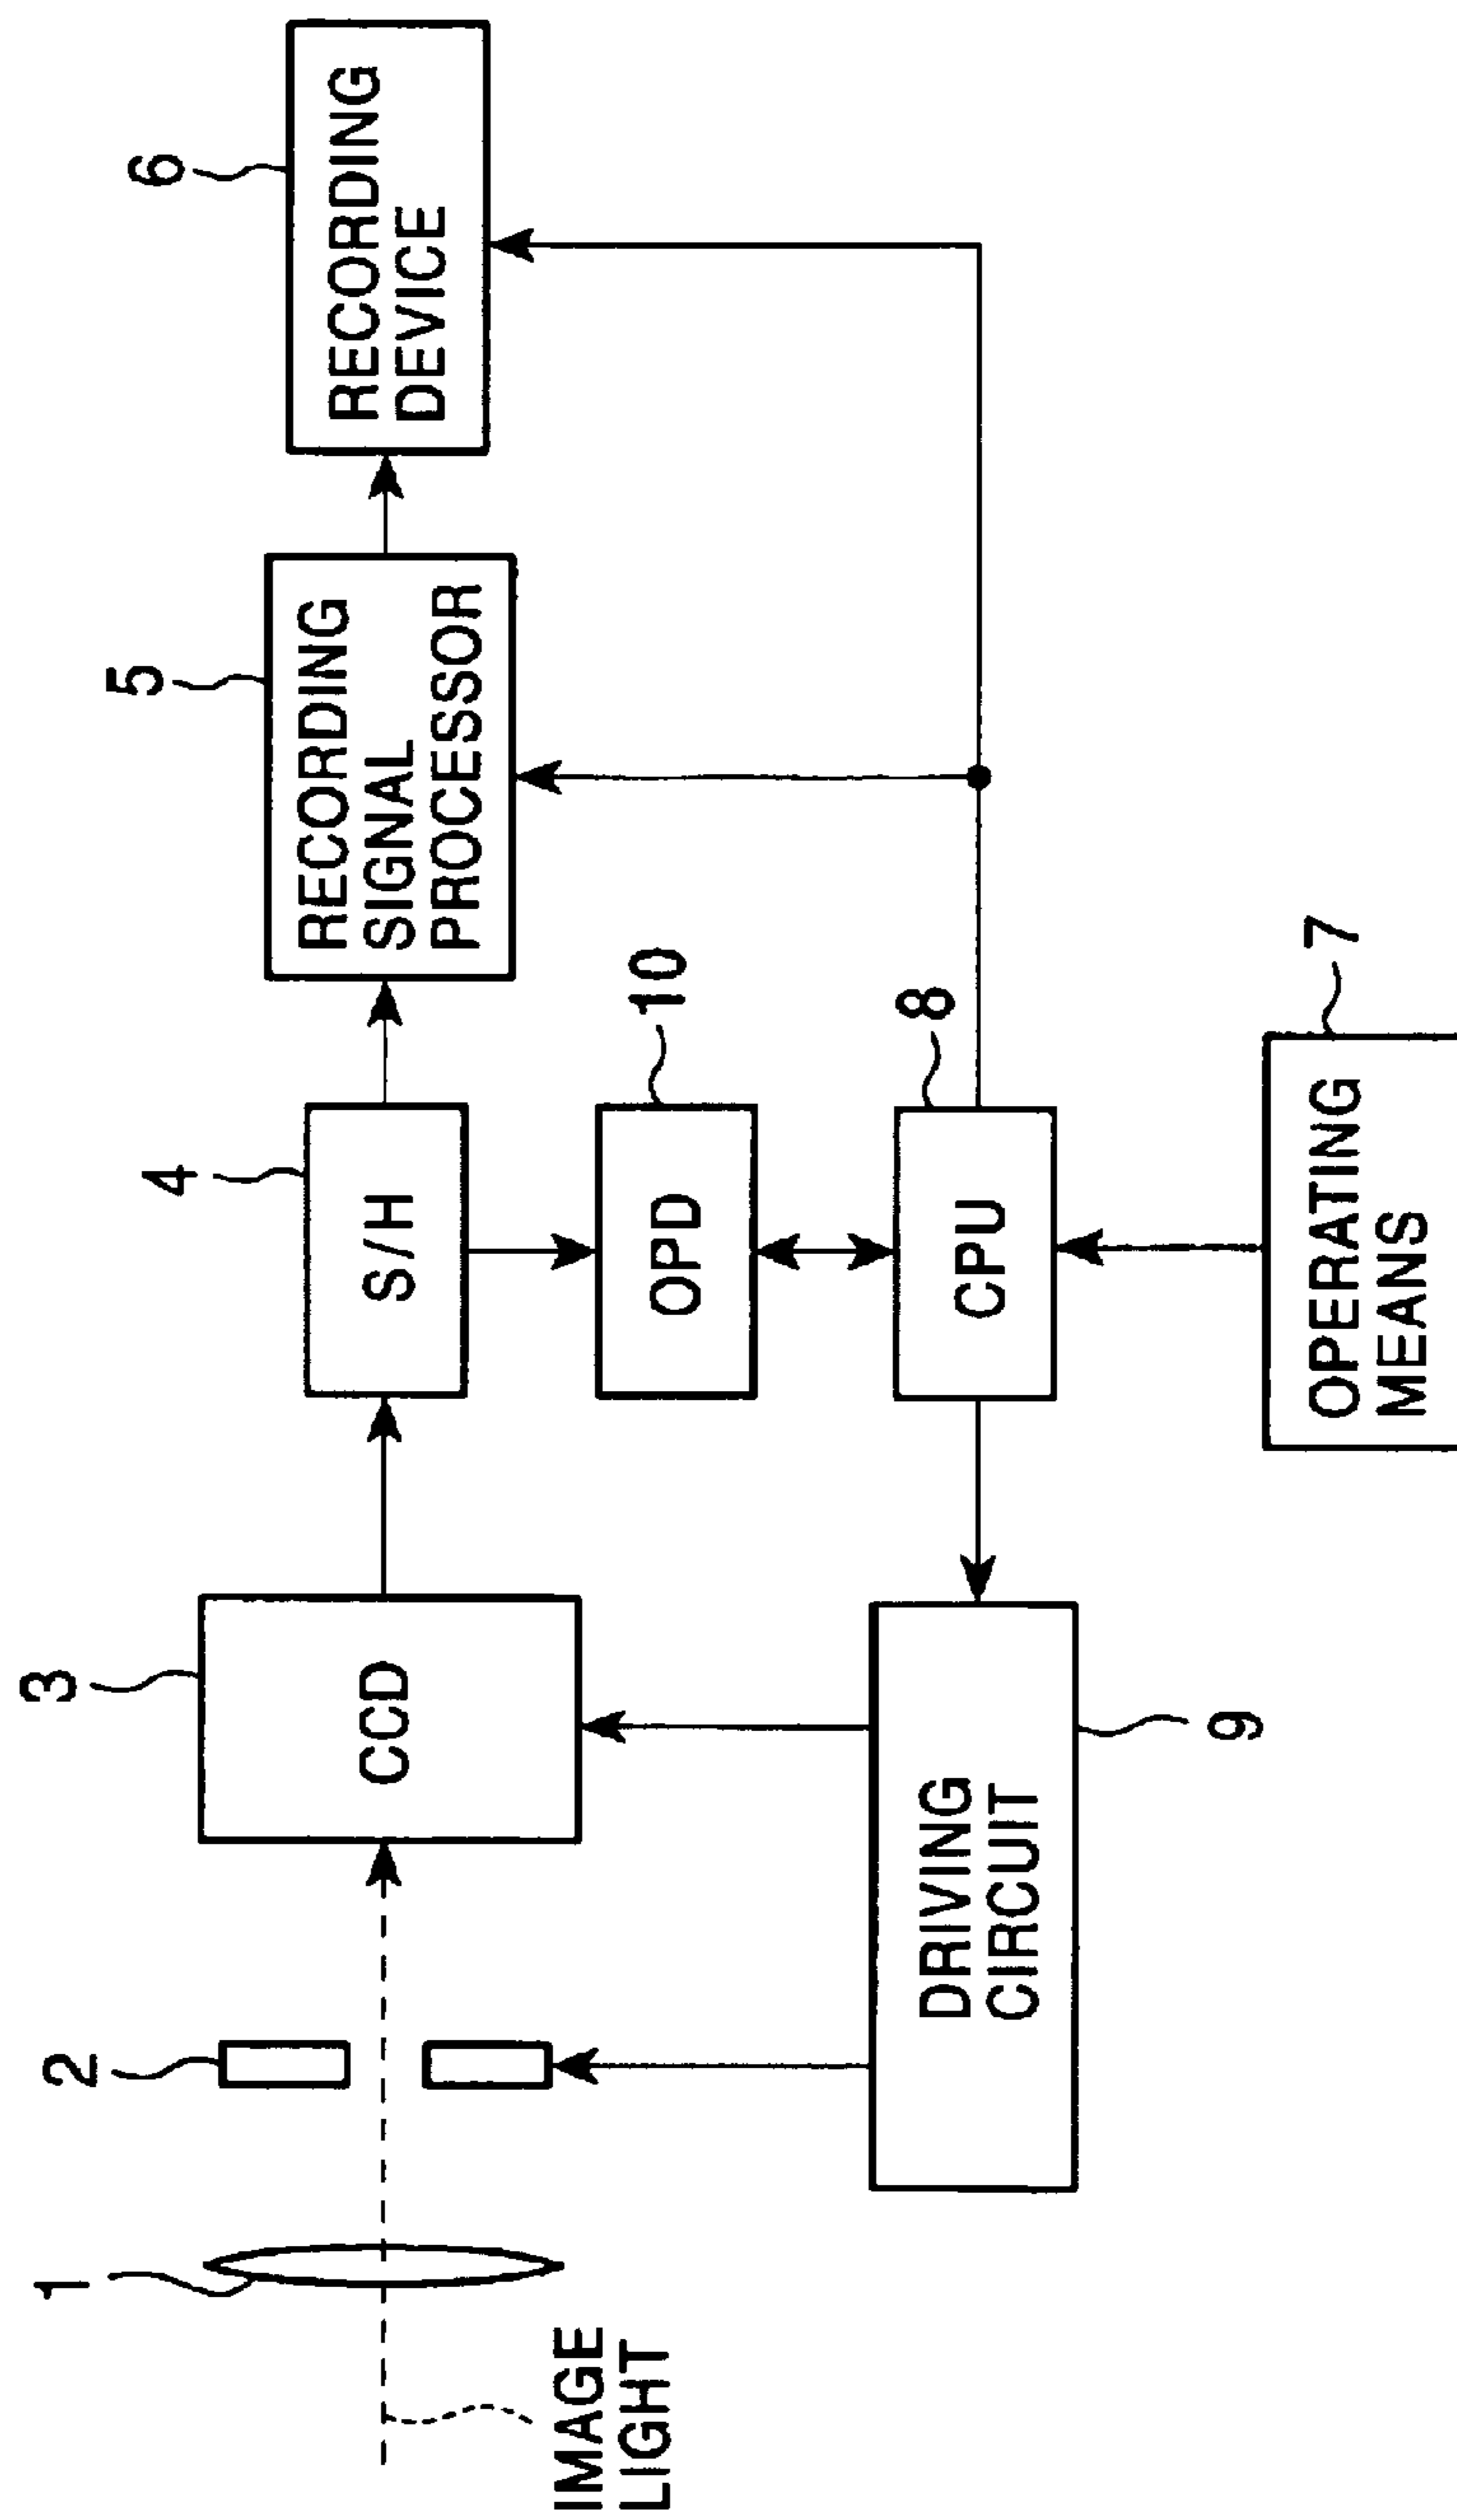 1
2
3
4
5
6
IMAGE
LIGHT
CCD
S/H
RECORDING
SIGNAL
PROCESSOR
RECORDING
DEVICE
10
OPD
8
CPU
DRIVING
CIRCUIT
9
7
OPERATING
MEANS